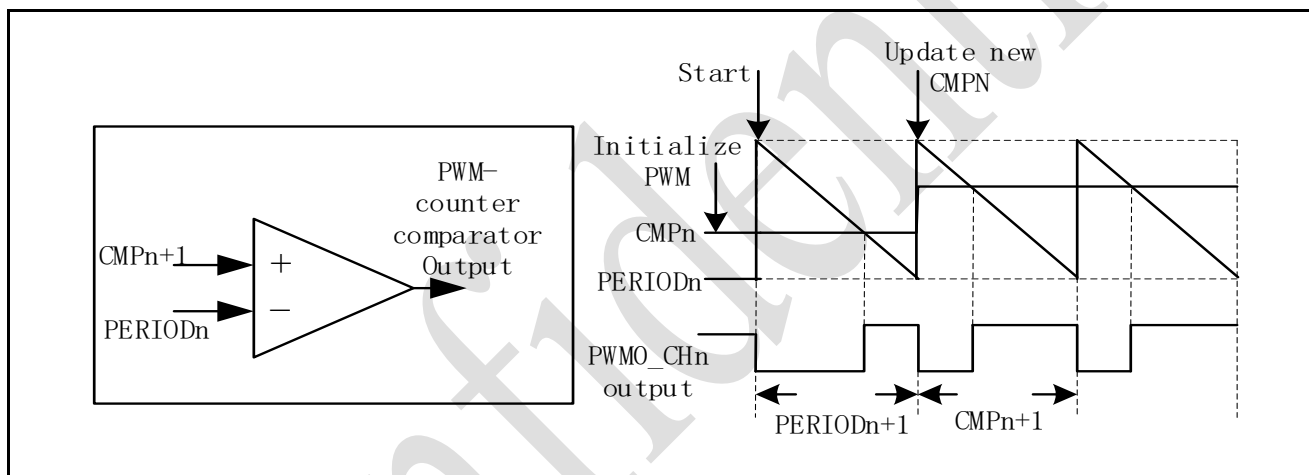 CMPn+1
PERIODn
+
−
PWM-
counter
comparator
Output
Start
Update new
CMPN
Initialize
PWM
CMPn
PERIODn
PWMO_CHn
output
PERIODn+1
CMPn+1